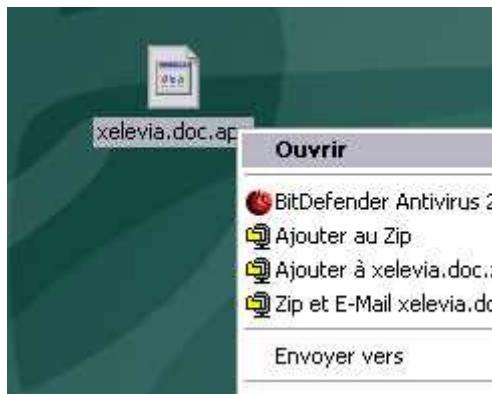 xelevia.doc.ap
Ouvrir
BitDefender Antivirus 2
Ajouter au Zip
Ajouter à xelevia.doc.z
Zip et E-Mail xelevia.do
Envoyer vers